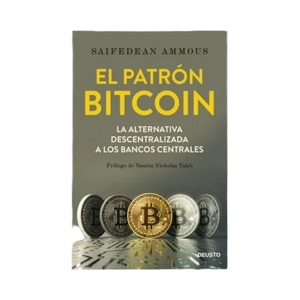 SAIFEDEAN AMMOUS
EL PATRÓN
BITCOIN
LA ALTERNATIVA
DESCENTRALIZADA
A LOS BANCOS CENTRALES
Prólogo de Nassim Nicholas Taleb
DEUSTO